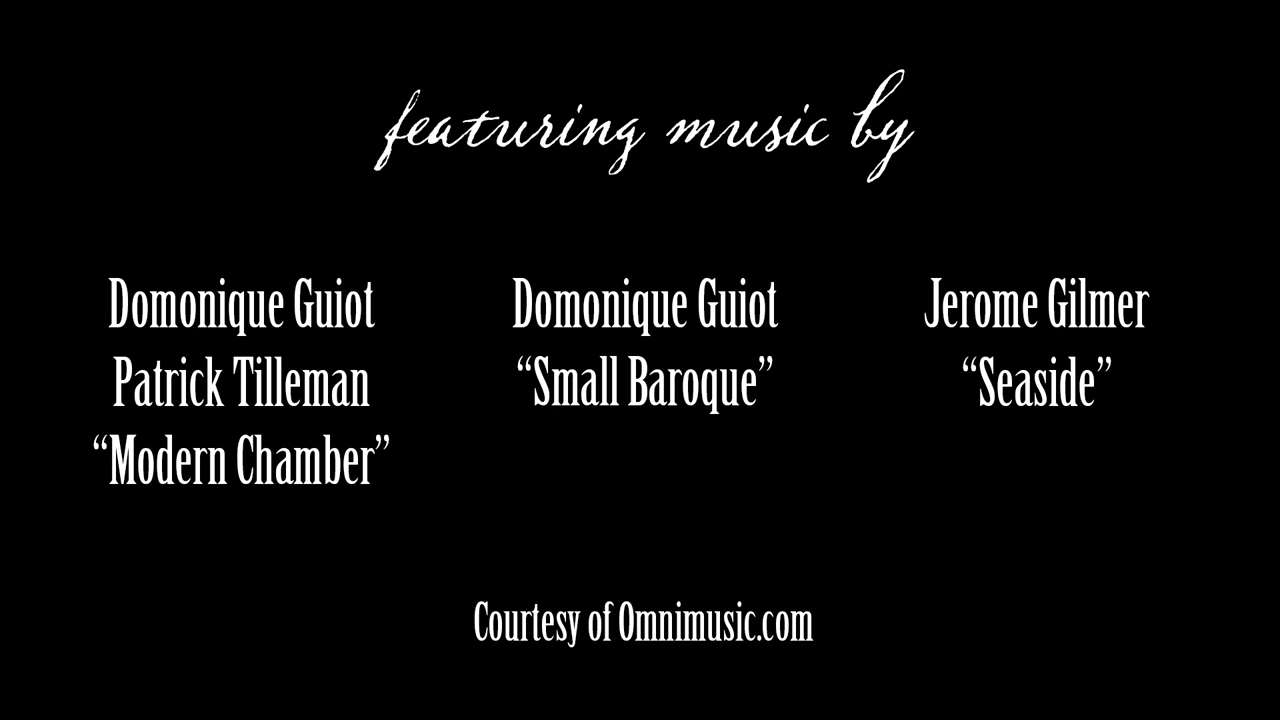 featuring music by
Domonique Guiot
Patrick Tilleman
“Modern Chamber”
Domonique Guiot
“Small Baroque”
Jerome Gilmer
“Seaside”
Courtesy of Omnimusic.com